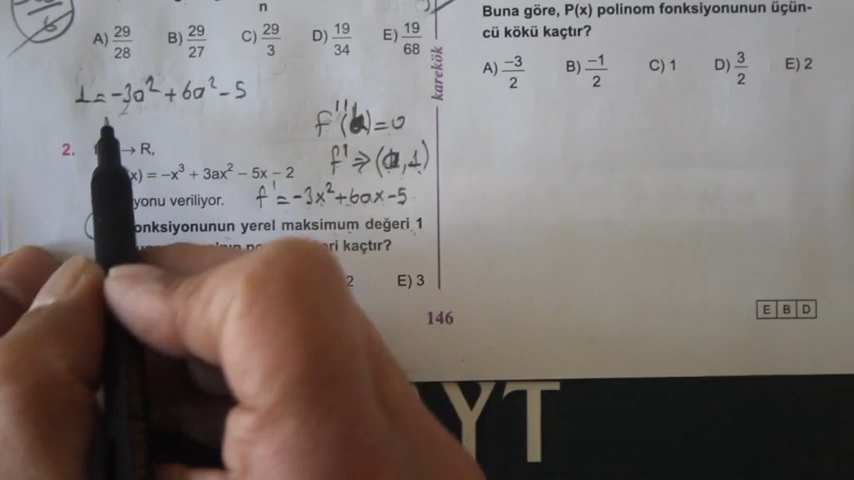 n
A) 29/28 B) 29/27 C) 29/3 D) 19/34 E) 19/68
1 = -3a² + 6a² - 5
f''( )=0
2. → R,
f' ⇒ ( ,1)
x) = –x³ + 3ax² – 5x – 2
yonu veriliyor.
f' = -3x² + 6ax - 5
onksiyonunun yerel maksimum değeri 1
ri kaçtır?
2 E) 3
146
karekök
Buna göre, P(x) polinom fonksiyonunun üçün-
cü kökü kaçtır?
A) –3/2 B) –1/2 C) 1 D) 3/2 E) 2
E B D
YT